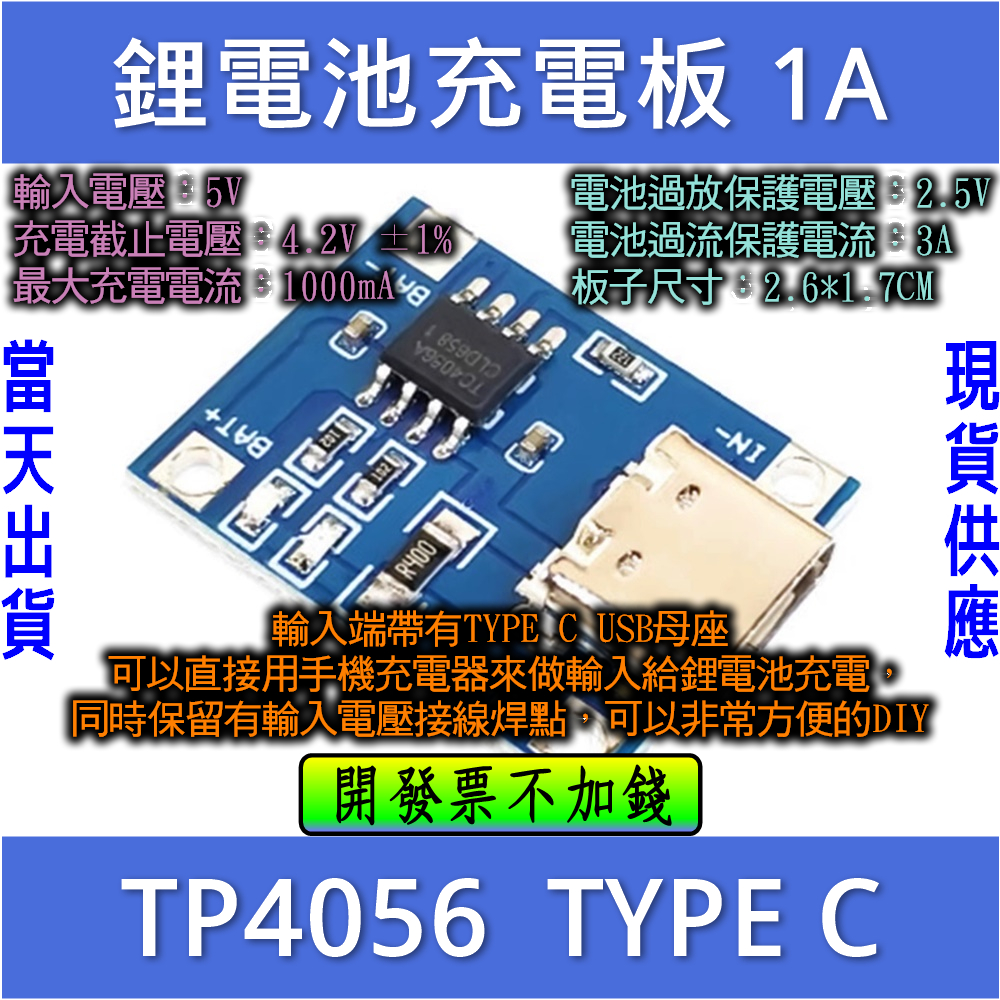 鋰電池充電板 1A
輸入電壓：5V
充電截止電壓：4.2V ±1%
最大充電電流：1000mA
電池過放保護電壓：2.5V
電池過流保護電流：3A
板子尺寸：2.6*1.7CM
當天出貨
現貨供應
BAT-
TC4056A
CLD658 1
122
BAT+
IN-
102
102
R400
輸入端帶有TYPE C USB母座
可以直接用手機充電器來做輸入給鋰電池充電，
同時保留有輸入電壓接線焊點，可以非常方便的DIY
開發票不加錢
TP4056 TYPE C